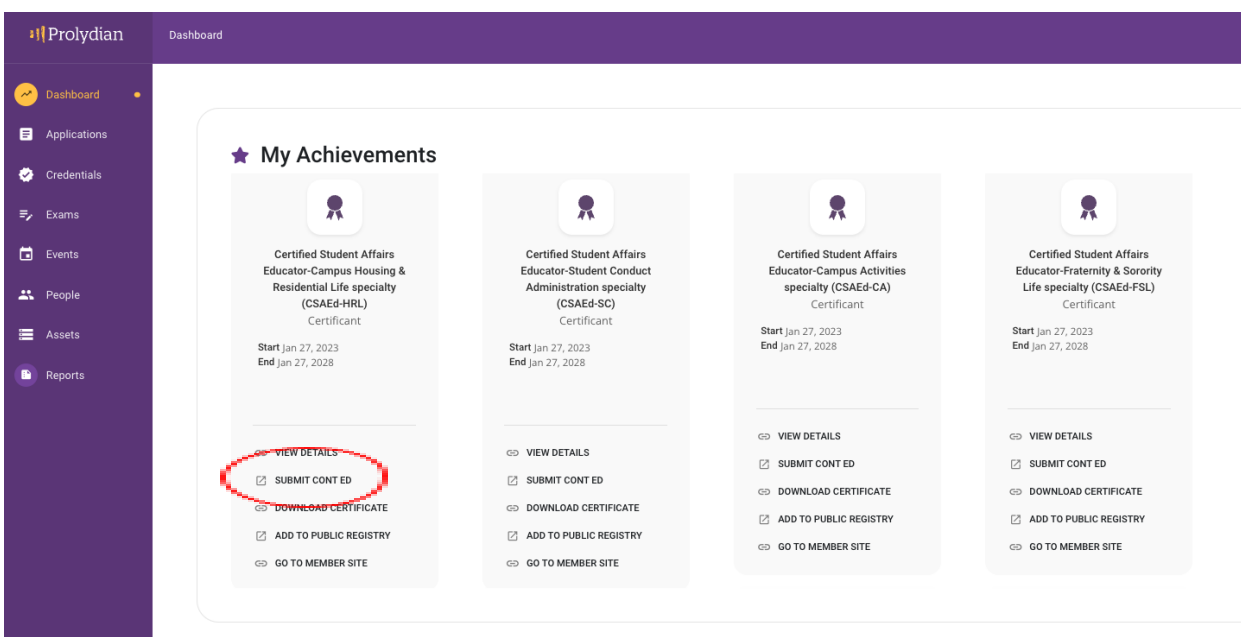 Prolydian
Dashboard
Dashboard
Applications
Credentials
Exams
Events
People
Assets
Reports
My Achievements
Certified Student Affairs
Educator-Campus Housing &
Residential Life specialty
(CSAEd-HRL)
Certificant
Start Jan 27, 2023
End Jan 27, 2028
VIEW DETAILS
SUBMIT CONT ED
DOWNLOAD CERTIFICATE
ADD TO PUBLIC REGISTRY
GO TO MEMBER SITE
Certified Student Affairs
Educator-Student Conduct
Administration specialty
(CSAEd-SC)
Certificant
Start Jan 27, 2023
End Jan 27, 2028
VIEW DETAILS
SUBMIT CONT ED
DOWNLOAD CERTIFICATE
ADD TO PUBLIC REGISTRY
GO TO MEMBER SITE
Certified Student Affairs
Educator-Campus Activities
specialty (CSAEd-CA)
Certificant
Start Jan 27, 2023
End Jan 27, 2028
VIEW DETAILS
SUBMIT CONT ED
DOWNLOAD CERTIFICATE
ADD TO PUBLIC REGISTRY
GO TO MEMBER SITE
Certified Student Affairs
Educator-Fraternity & Sorority
Life specialty (CSAEd-FSL)
Certificant
Start Jan 27, 2023
End Jan 27, 2028
VIEW DETAILS
SUBMIT CONT ED
DOWNLOAD CERTIFICATE
ADD TO PUBLIC REGISTRY
GO TO MEMBER SITE